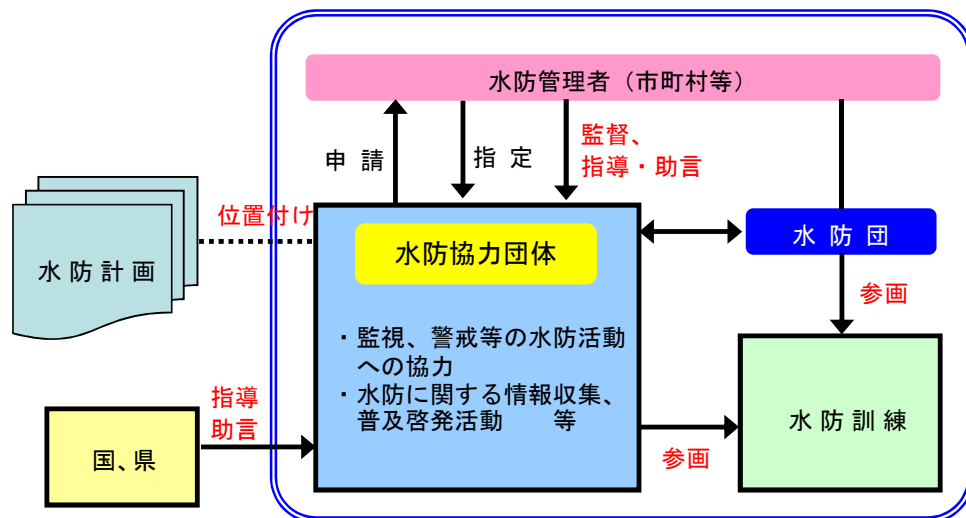 水防管理者（市町村等）
申 請
指 定
監督、
指導・助言
位置付け
水 防 計 画
水防協力団体
水 防 団
・監視、警戒等の水防活動
への協力
・水防に関する情報収集、
普及啓発活動　　等
参画
指導
助言
国、県
参画
水 防 訓 練